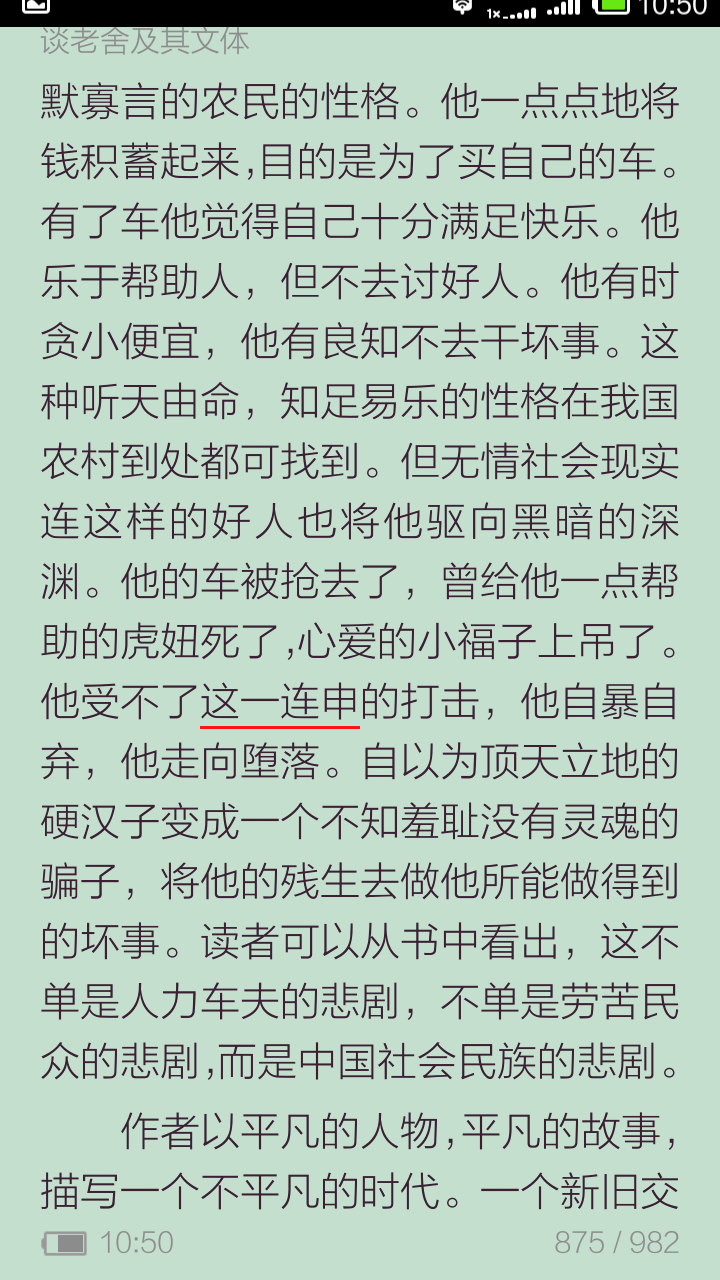 1× 10:50
谈老舍及其文体
默寡言的农民的性格。他一点点地将
钱积蓄起来,目的是为了买自己的车。
有了车他觉得自己十分满足快乐。他
乐于帮助人，但不去讨好人。他有时
贪小便宜，他有良知不去干坏事。这
种听天由命，知足易乐的性格在我国
农村到处都可找到。但无情社会现实
连这样的好人也将他驱向黑暗的深
渊。他的车被抢去了，曾给他一点帮
助的虎妞死了,心爱的小福子上吊了。
他受不了这一连申的打击，他自暴自
弃，他走向堕落。自以为顶天立地的
硬汉子变成一个不知羞耻没有灵魂的
骗子，将他的残生去做他所能做得到
的坏事。读者可以从书中看出，这不
单是人力车夫的悲剧，不单是劳苦民
众的悲剧,而是中国社会民族的悲剧。
作者以平凡的人物,平凡的故事,
描写一个不平凡的时代。一个新旧交
10:50 875 / 982